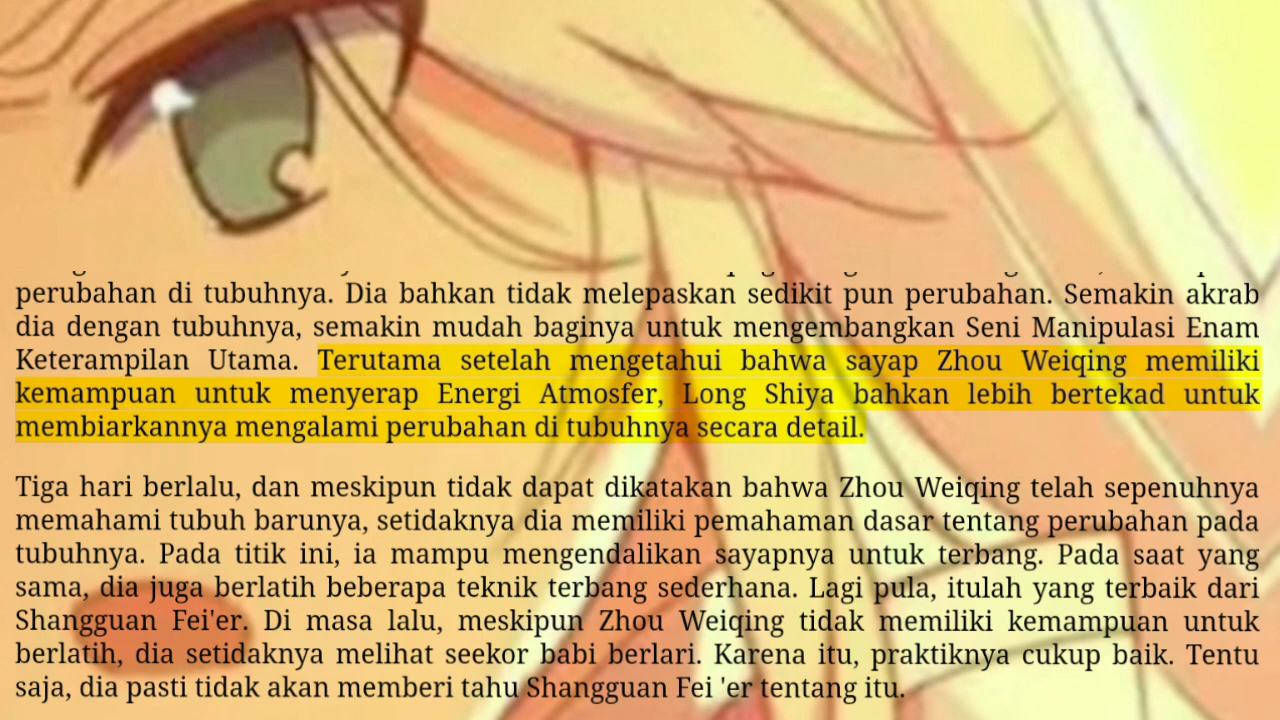 perubahan di tubuhnya. Dia bahkan tidak melepaskan sedikit pun perubahan. Semakin akrab
dia dengan tubuhnya, semakin mudah baginya untuk mengembangkan Seni Manipulasi Enam
Keterampilan Utama. Terutama setelah mengetahui bahwa sayap Zhou Weiqing memiliki
kemampuan untuk menyerap Energi Atmosfer, Long Shiya bahkan lebih bertekad untuk
membiarkannya mengalami perubahan di tubuhnya secara detail.
Tiga hari berlalu, dan meskipun tidak dapat dikatakan bahwa Zhou Weiqing telah sepenuhnya
memahami tubuh barunya, setidaknya dia memiliki pemahaman dasar tentang perubahan pada
tubuhnya. Pada titik ini, ia mampu mengendalikan sayapnya untuk terbang. Pada saat yang
sama, dia juga berlatih beberapa teknik terbang sederhana. Lagi pula, itulah yang terbaik dari
Shangguan Fei'er. Di masa lalu, meskipun Zhou Weiqing tidak memiliki kemampuan untuk
berlatih, dia setidaknya melihat seekor babi berlari. Karena itu, praktiknya cukup baik. Tentu
saja, dia pasti tidak akan memberi tahu Shangguan Fei 'er tentang itu.